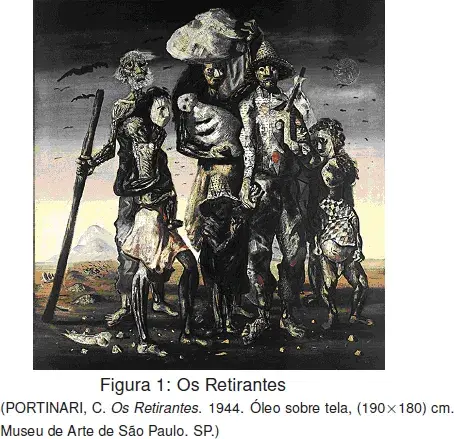 Figura 1: Os Retirantes
(PORTINARI, C. Os Retirantes. 1944. Óleo sobre tela, (190×180) cm.
Museu de Arte de São Paulo. SP.)